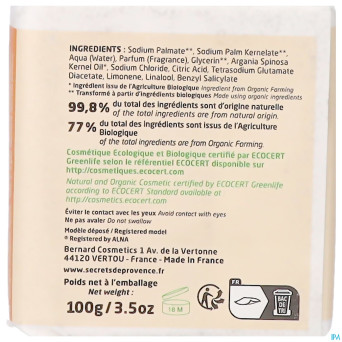 INGREDIENTS : Sodium Palmate**, Sodium Palm Kernelate**,
Aqua (Water), Parfum (Fragrance), Glycerin**, Argania Spinosa
Kernel Oil*, Sodium Chloride, Citric Acid, Tetrasodium Glutamate
Diacetate, Limonene, Linalool, Benzyl Salicylate
* Ingrédient issu de l'Agriculture Biologique Ingredient from Organic Farming
** Transformé à partir d'ingrédients biologiques Made using organic ingredients
99,8% du total des ingrédients sont d'origine naturelle
of the total ingredients are from natural origin.
77% du total des ingrédients sont issus de l'Agriculture
Biologique
of the total ingredients are from Organic Farming
Cosmétique Ecologique et Biologique certifié par ECOCERT
Greenlife selon le référentiel ECOCERT disponible sur
http://cosmetiques.ecocert.com
Natural and Organic Cosmetic certified by ECOCERT Greenlife
according to ECOCERT Standard available at
http://cosmetics.ecocert.com
Éviter le contact avec les yeux Avoid contact with eyes
Ne pas avaler Do not swallow
Modèle déposé / Registered model
® Registered by ALNA
Bernard Cosmetics 1 Av. de la Vertonne
44120 VERTOU - France / Made in France
www.secretsdeprovence.com
Poids net à l'emballage
Net weight :
100g / 3.5oz
18 M
FR
BAC
DE
TRI